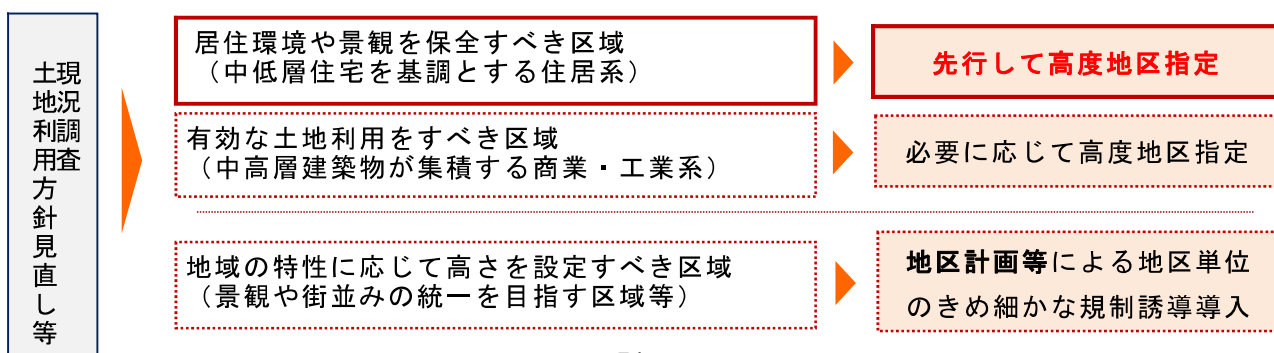 現況調査
土地利用方針見直し等
居住環境や景観を保全すべき区域
（中低層住宅を基調とする住居系）
先行して高度地区指定
有効な土地利用をすべき区域
（中高層建築物が集積する商業・工業系）
必要に応じて高度地区指定
地域の特性に応じて高さを設定すべき区域
（景観や街並みの統一を目指す区域等）
地区計画等による地区単位
のきめ細かな規制誘導導入